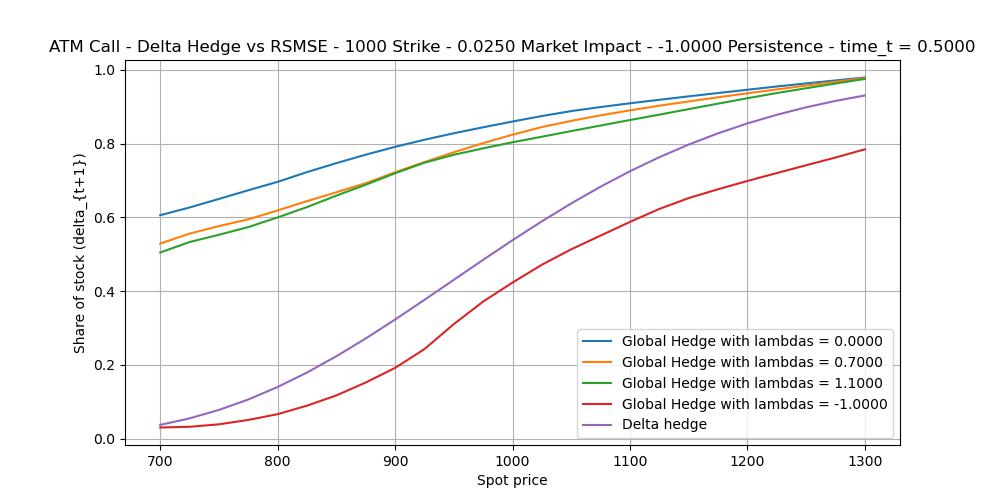 ATM Call - Delta Hedge vs RSMSE - 1000 Strike - 0.0250 Market Impact - -1.0000 Persistence - time_t = 0.5000
Share of stock (delta_{t+1})
1.0
0.8
0.6
0.4
0.2
0.0
Global Hedge with lambdas = 0.0000
Global Hedge with lambdas = 0.7000
Global Hedge with lambdas = 1.1000
Global Hedge with lambdas = -1.0000
Delta hedge
700 800 900 1000 1100 1200 1300
Spot price